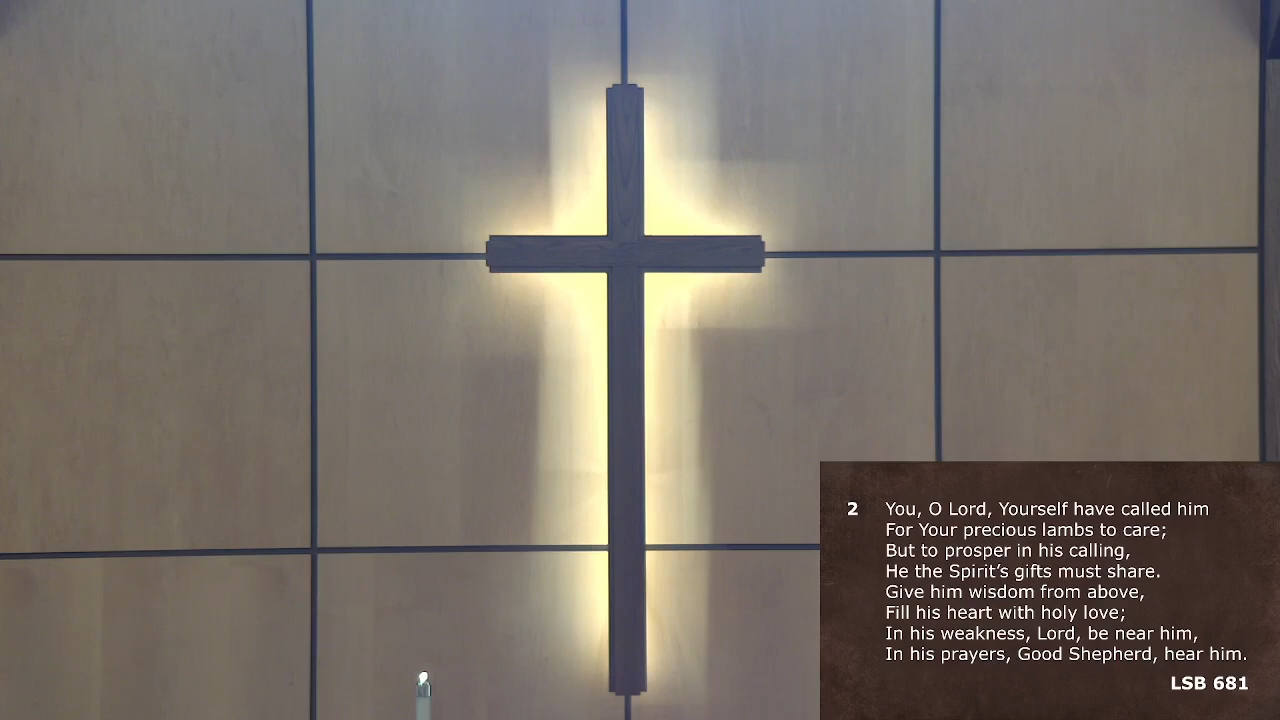 2 You, O Lord, Yourself have called him
For Your precious lambs to care;
But to prosper in his calling,
He the Spirit's gifts must share.
Give him wisdom from above,
Fill his heart with holy love;
In his weakness, Lord, be near him,
In his prayers, Good Shepherd, hear him.
LSB 681